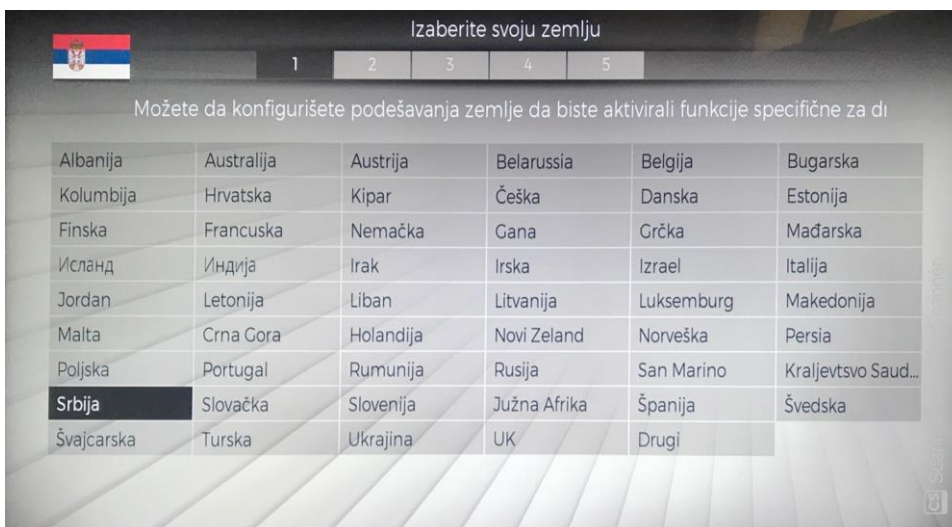 Izaberite svoju zemlju
1 2 3 4 5
Možete da konfigurišete podešavanja zemlje da biste aktivirali funkcije specifične za dr
Albanija Australija Austrija Belarussia Belgija Bugarska
Kolumbija Hrvatska Kipar Češka Danska Estonija
Finska Francuska Nemačka Gana Grčka Mađarska
Исланд Индија Irak Irska Izrael Italija
Jordan Letonija Liban Litvanija Luksemburg Makedonija
Malta Crna Gora Holandija Novi Zeland Norveška Persia
Poljska Portugal Rumunija Rusija San Marino Kraljevtsvo Saud...
Srbija Slovačka Slovenija Južna Afrika Španija Švedska
Švajcarska Turska Ukrajina UK Drugi
CS